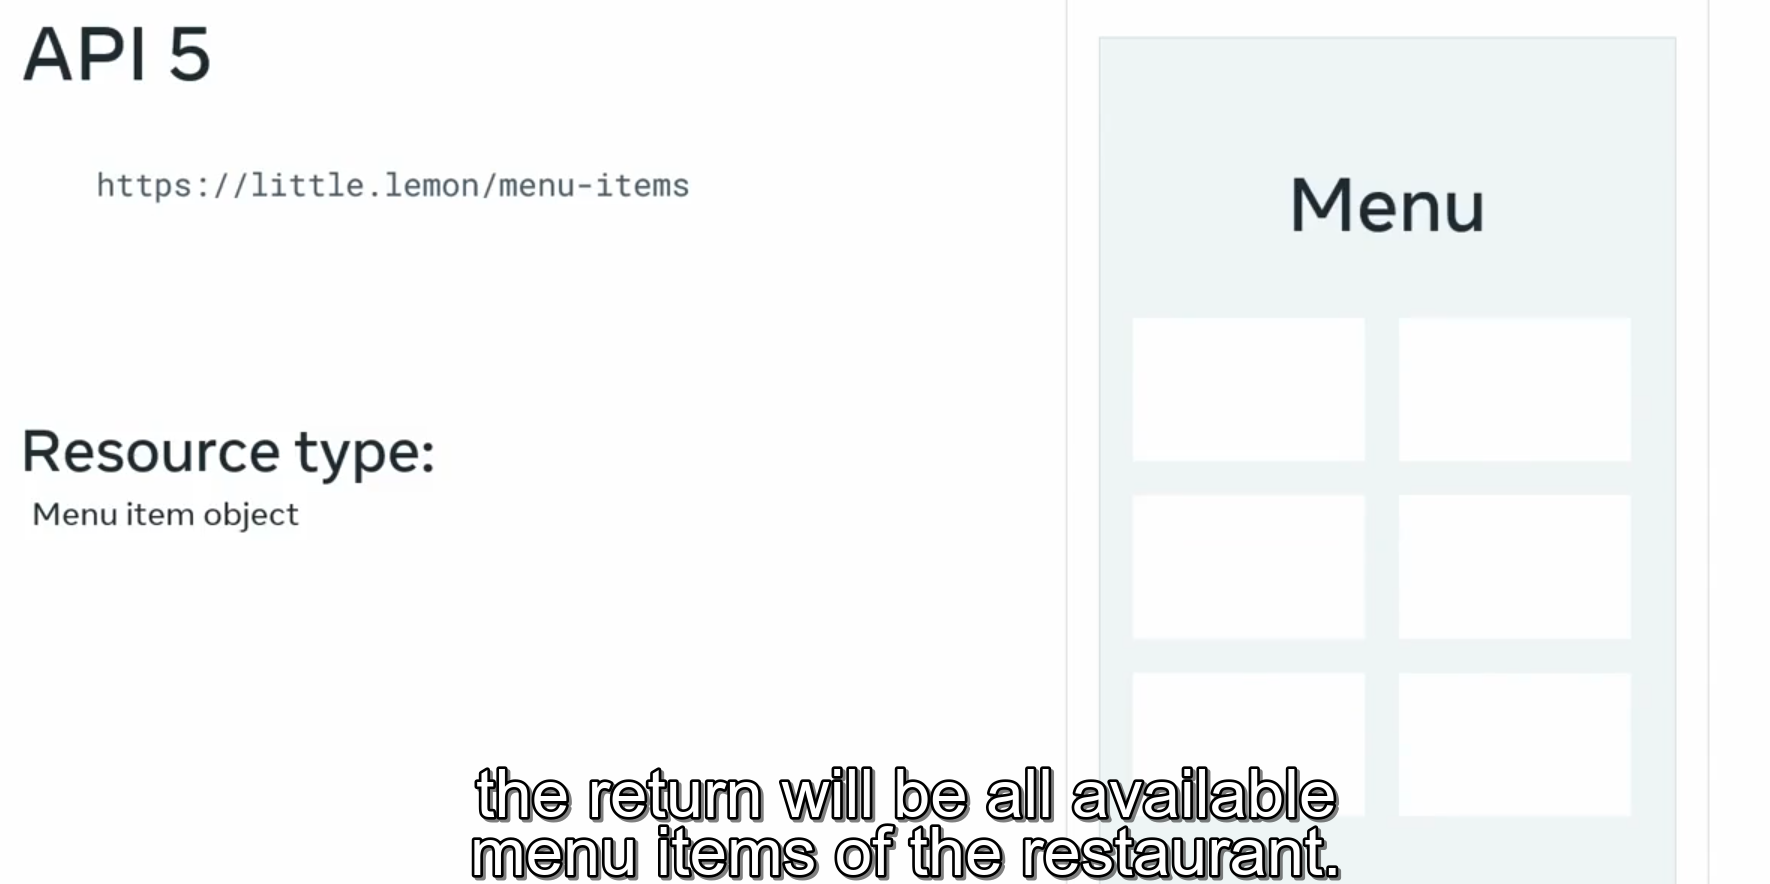 API 5
https://little.lemon/menu-items
Resource type:
Menu item object
Menu
the return will be all available
menu items of the restaurant.